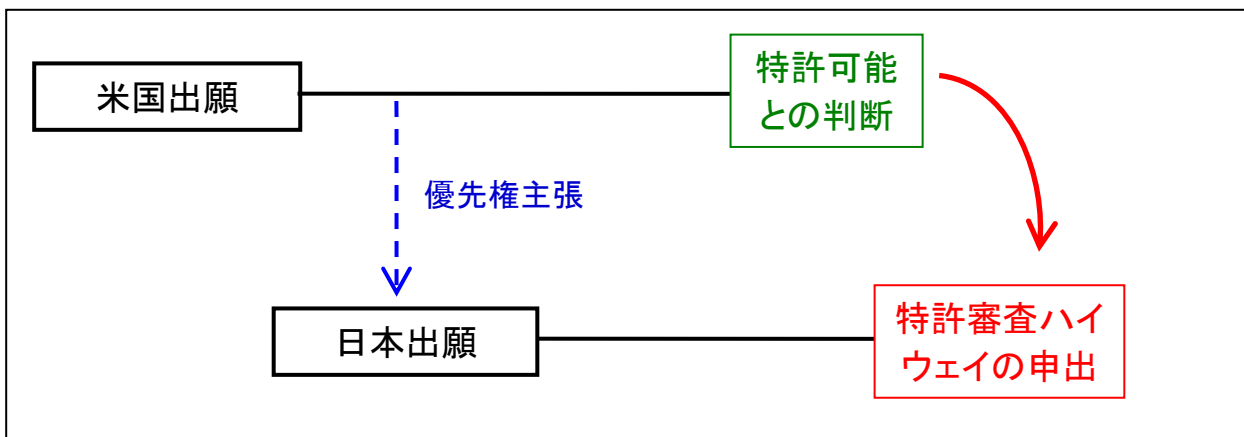 米国出願
特許可能
との判断
優先権主張
日本出願
特許審査ハイ
ウェイの申出